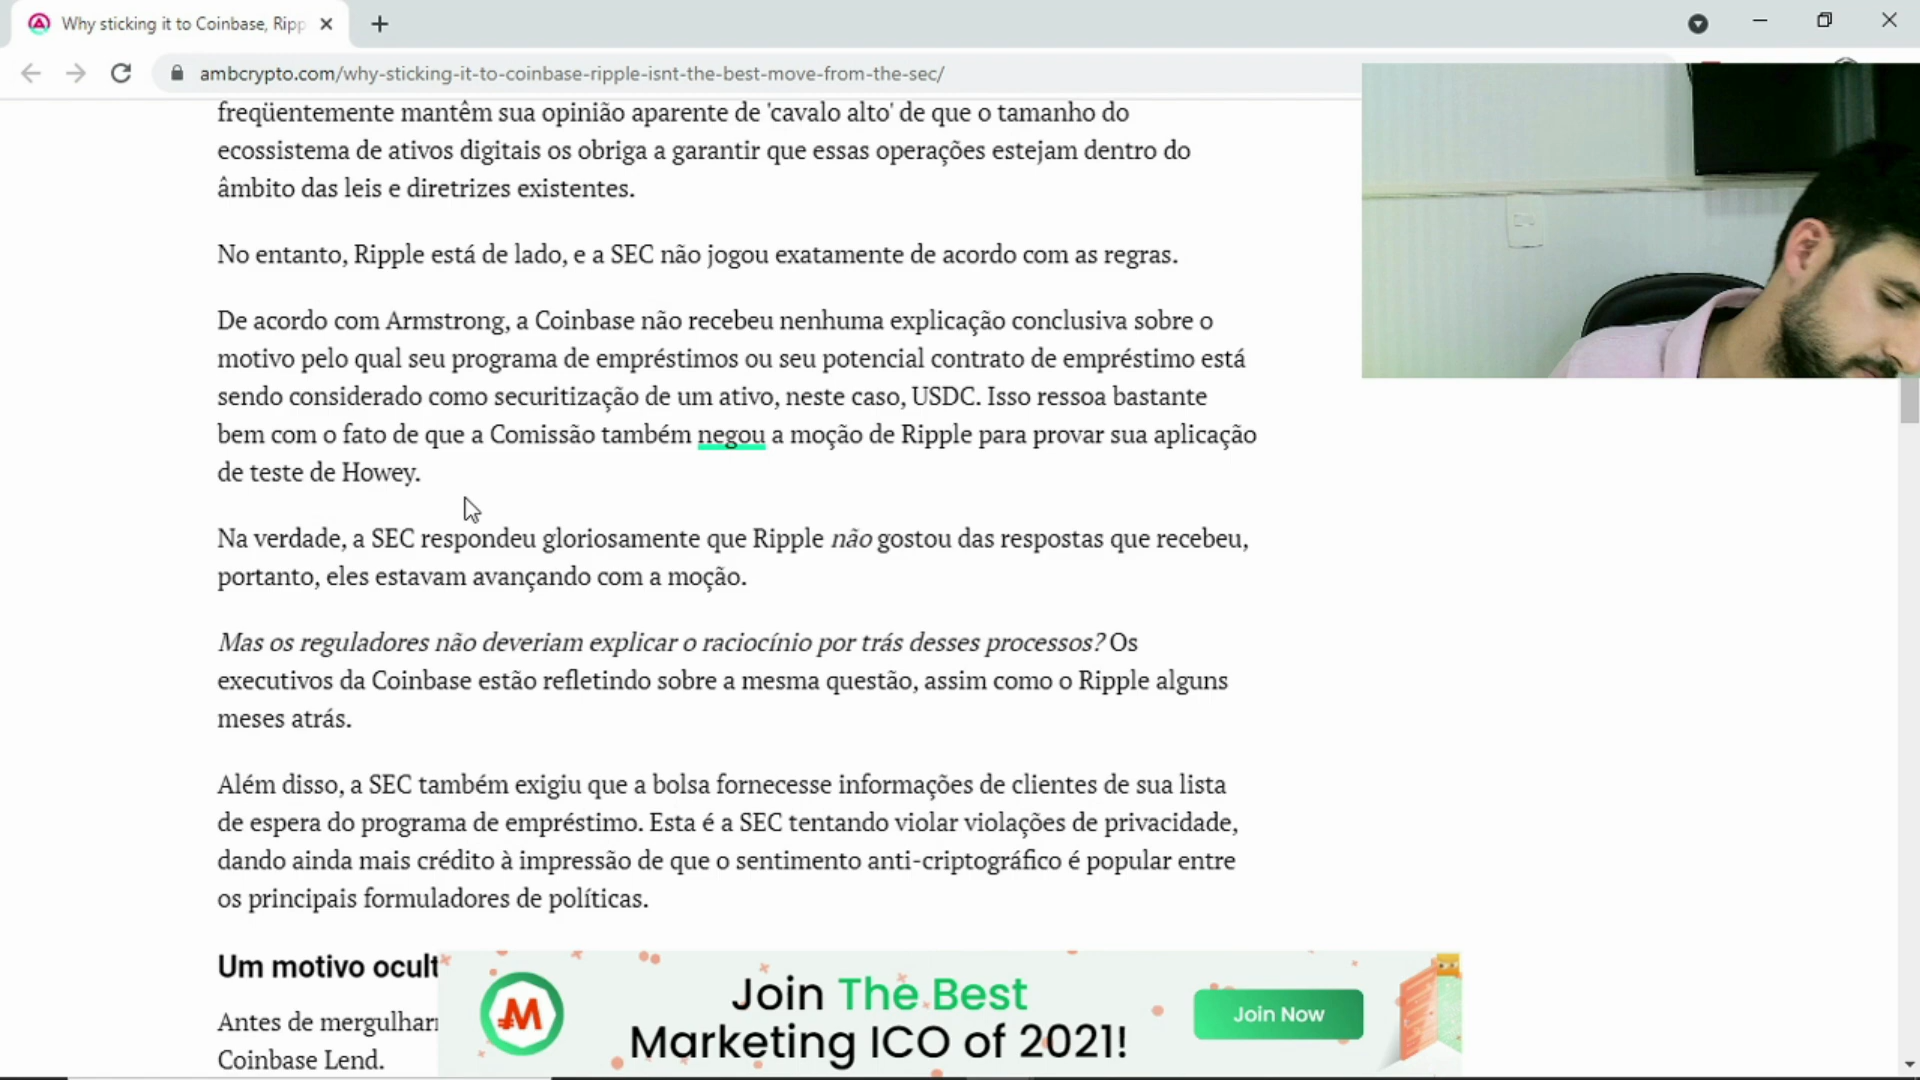 Why sticking it to Coinbase, Ripp
ambcrypto.com/why-sticking-it-to-coinbase-ripple-isnt-the-best-move-from-the-sec/
freqüentemente mantêm sua opinião aparente de 'cavalo alto' de que o tamanho do
ecossistema de ativos digitais os obriga a garantir que essas operações estejam dentro do
âmbito das leis e diretrizes existentes.
No entanto, Ripple está de lado, e a SEC não jogou exatamente de acordo com as regras.
De acordo com Armstrong, a Coinbase não recebeu nenhuma explicação conclusiva sobre o
motivo pelo qual seu programa de empréstimos ou seu potencial contrato de empréstimo está
sendo considerado como securitização de um ativo, neste caso, USDC. Isso ressoa bastante
bem com o fato de que a Comissão também negou a moção de Ripple para provar sua aplicação
de teste de Howey.
Na verdade, a SEC respondeu gloriosamente que Ripple não gostou das respostas que recebeu,
portanto, eles estavam avançando com a moção.
Mas os reguladores não deveriam explicar o raciocínio por trás desses processos? Os
executivos da Coinbase estão refletindo sobre a mesma questão, assim como o Ripple alguns
meses atrás.
Além disso, a SEC também exigiu que a bolsa fornecesse informações de clientes de sua lista
de espera do programa de empréstimo. Esta é a SEC tentando violar violações de privacidade,
dando ainda mais crédito à impressão de que o sentimento anti-criptográfico é popular entre
os principais formuladores de políticas.
Um motivo ocult
Antes de mergulhar
Coinbase Lend.
M
Join The Best
Marketing ICO of 2021!
Join Now